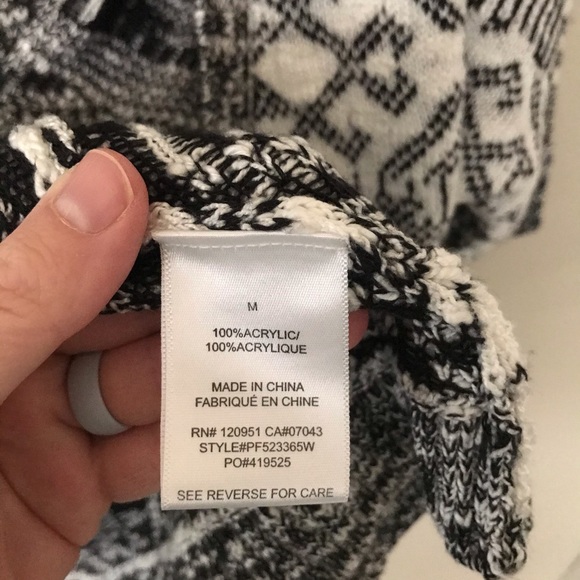 M
100%ACRYLIC/
100%ACRYLIQUE
MADE IN CHINA
FABRIQUÉ EN CHINE
RN# 120951 CA#07043
STYLE#PF523365W
PO#419525
SEE REVERSE FOR CARE